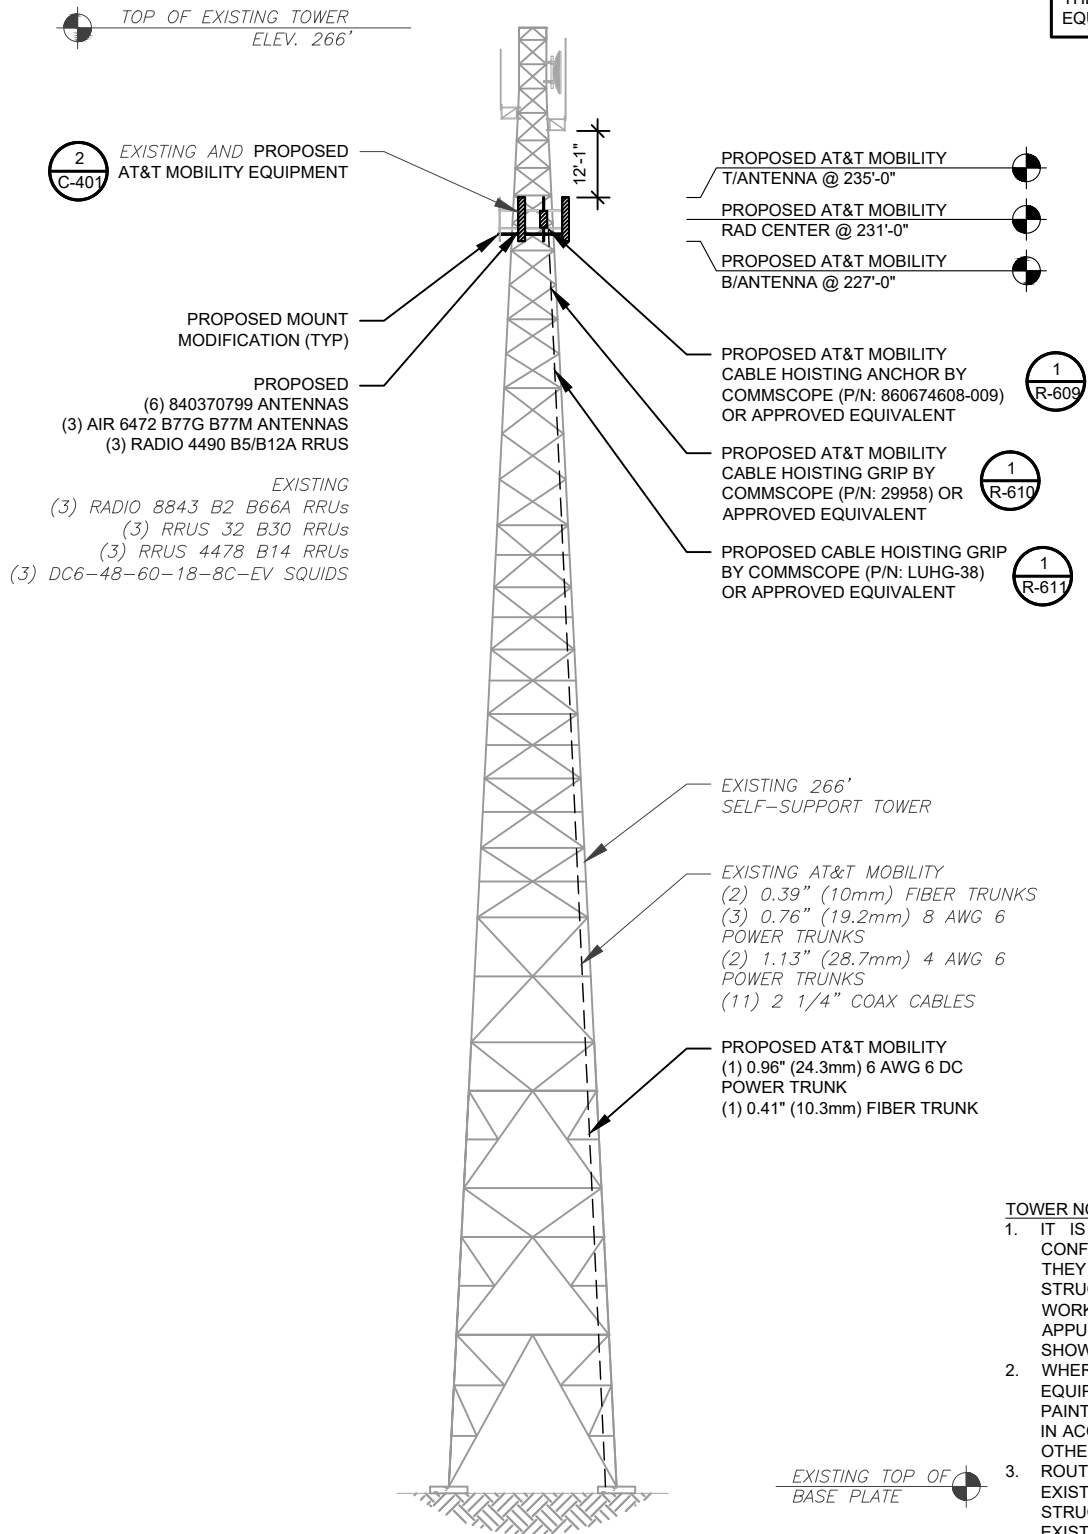 TOP OF EXISTING TOWER
ELEV. 266'
2
C-401
EXISTING AND PROPOSED
AT&T MOBILITY EQUIPMENT
12'-1"
PROPOSED AT&T MOBILITY
T/ANTENNA @ 235'-0"
PROPOSED AT&T MOBILITY
RAD CENTER @ 231'-0"
PROPOSED AT&T MOBILITY
B/ANTENNA @ 227'-0"
PROPOSED MOUNT
MODIFICATION (TYP)
PROPOSED
(6) 840370799 ANTENNAS
(3) AIR 6472 B77G B77M ANTENNAS
(3) RADIO 4490 B5/B12A RRUS
EXISTING
(3) RADIO 8843 B2 B66A RRUs
(3) RRUS 32 B30 RRUs
(3) RRUS 4478 B14 RRUs
(3) DC6-48-60-18-8C-EV SQUIDS
PROPOSED AT&T MOBILITY
CABLE HOISTING ANCHOR BY
COMMSCOPE (P/N: 860674608-009)
OR APPROVED EQUIVALENT
1
R-609
PROPOSED AT&T MOBILITY
CABLE HOISTING GRIP BY
COMMSCOPE (P/N: 29958) OR
APPROVED EQUIVALENT
1
R-610
PROPOSED CABLE HOISTING GRIP
BY COMMSCOPE (P/N: LUHG-38)
OR APPROVED EQUIVALENT
1
R-611
EXISTING 266'
SELF-SUPPORT TOWER
EXISTING AT&T MOBILITY
(2) 0.39" (10mm) FIBER TRUNKS
(3) 0.76" (19.2mm) 8 AWG 6
POWER TRUNKS
(2) 1.13" (28.7mm) 4 AWG 6
POWER TRUNKS
(11) 2 1/4" COAX CABLES
PROPOSED AT&T MOBILITY
(1) 0.96" (24.3mm) 6 AWG 6 DC
POWER TRUNK
(1) 0.41" (10.3mm) FIBER TRUNK
TOWER
1. IT IS
THEY
2.
3.
EXISTING TOP OF
BASE PLATE